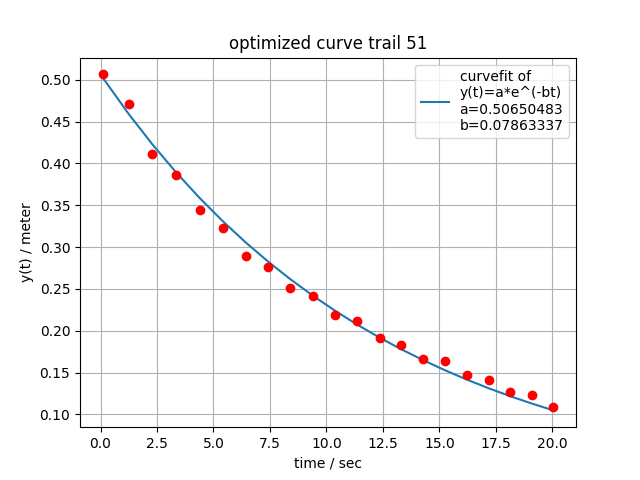 optimized curve trail 51
curvefit of
y(t)=a*e^(-bt)
a=0.50650483
b=0.07863337
y(t) / meter
0.50
0.45
0.40
0.35
0.30
0.25
0.20
0.15
0.10
0.0 2.5 5.0 7.5 10.0 12.5 15.0 17.5 20.0
time / sec